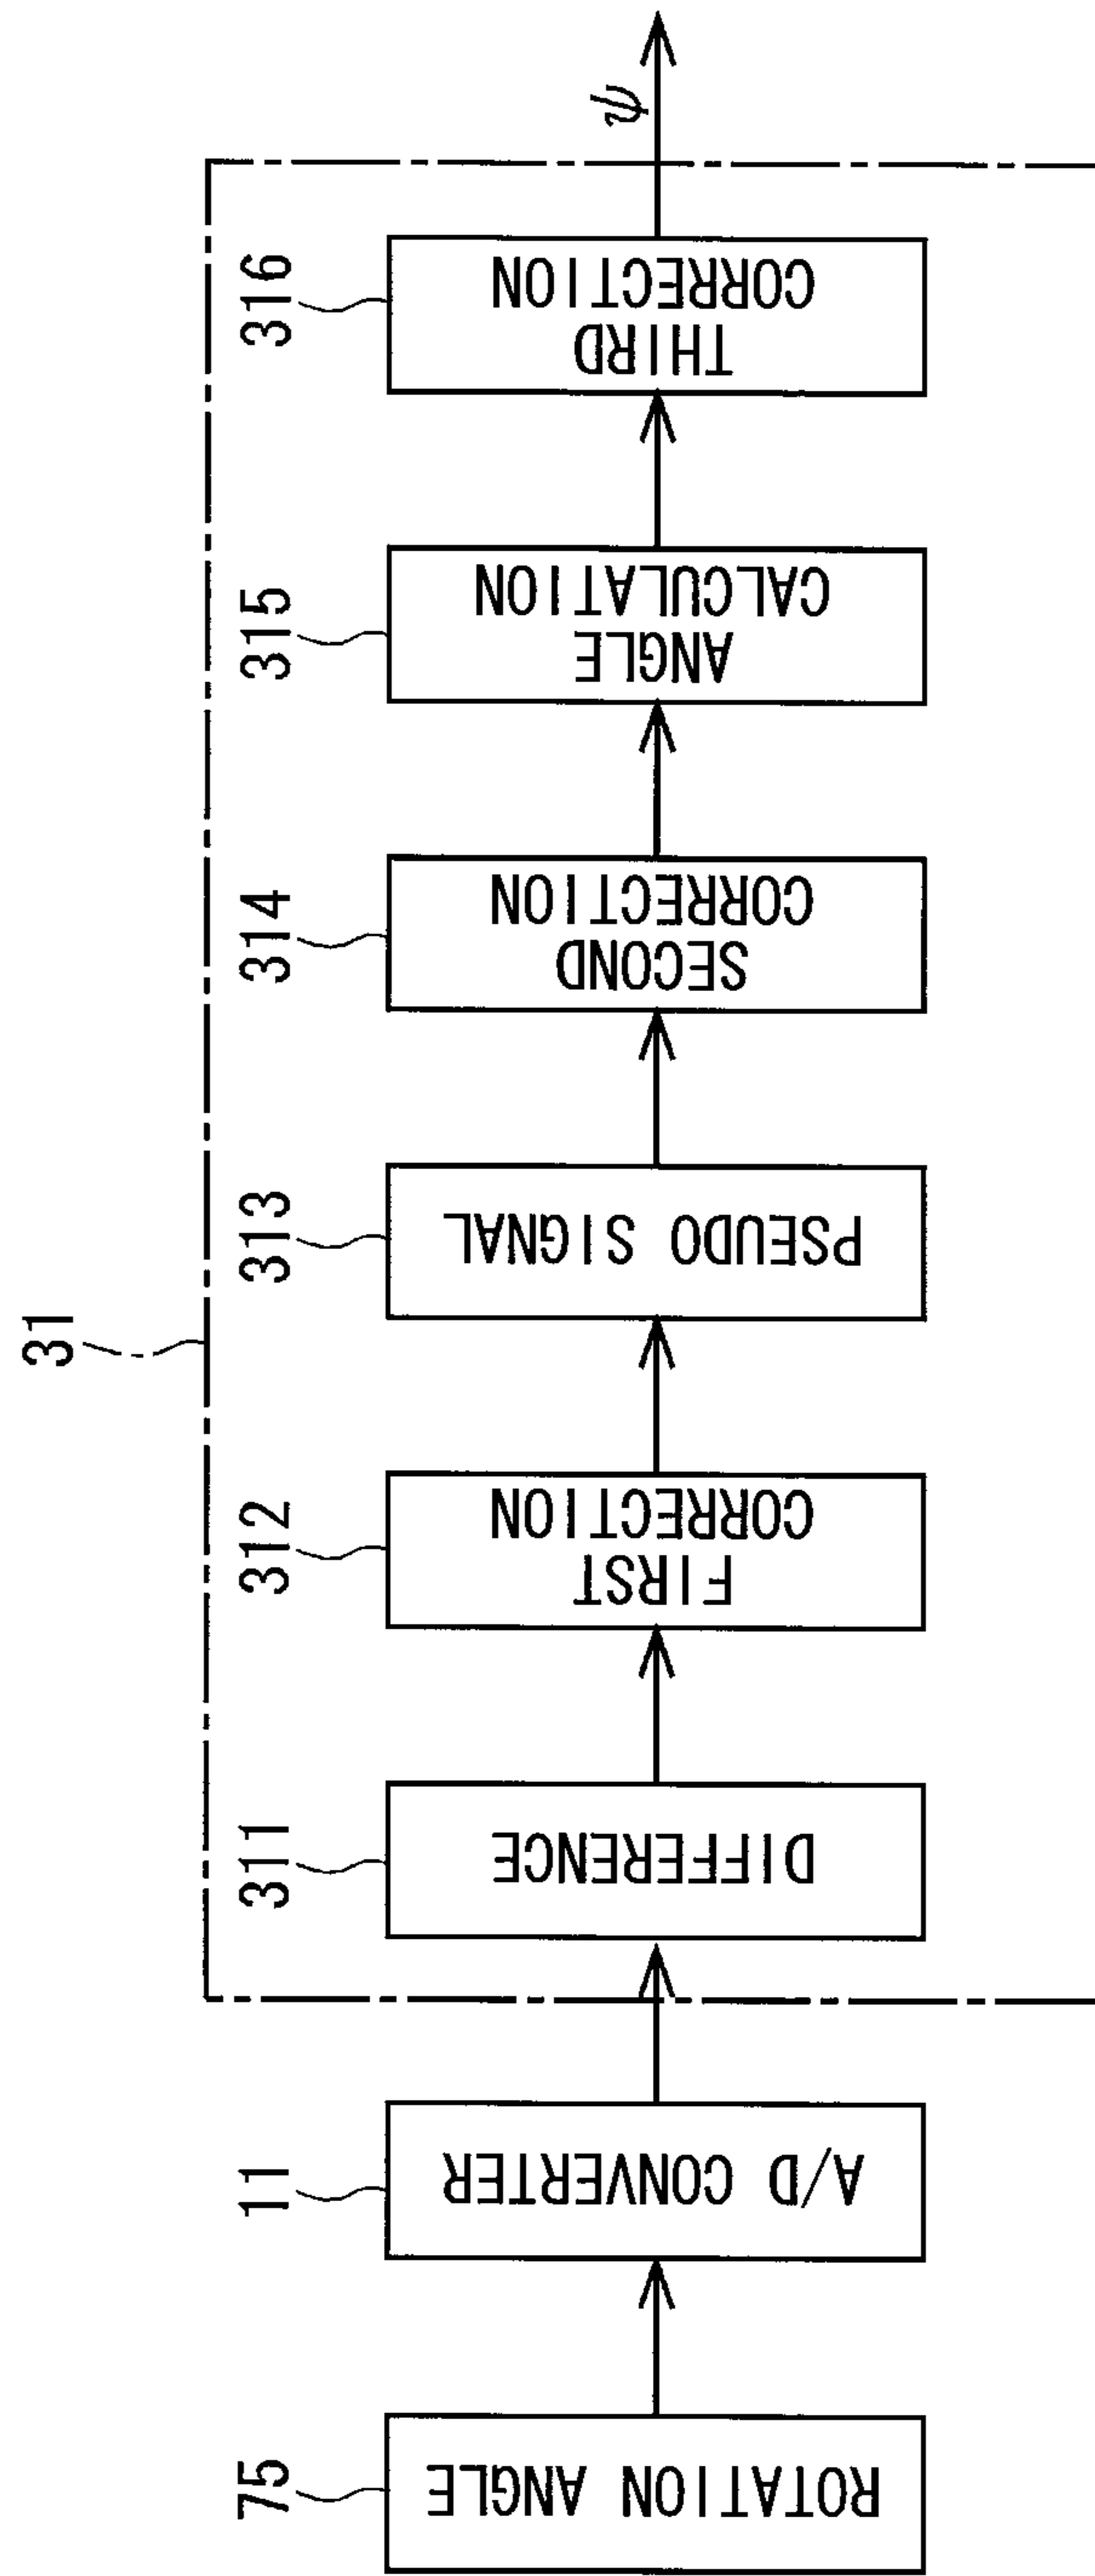 31
75
ROTATION ANGLE
11
A/D CONVERTER
311
DIFFERENCE
312
FIRST
CORRECTION
313
PSEUDO SIGNAL
314
SECOND
CORRECTION
315
ANGLE
CALCULATION
316
THIRD
CORRECTION
ψ